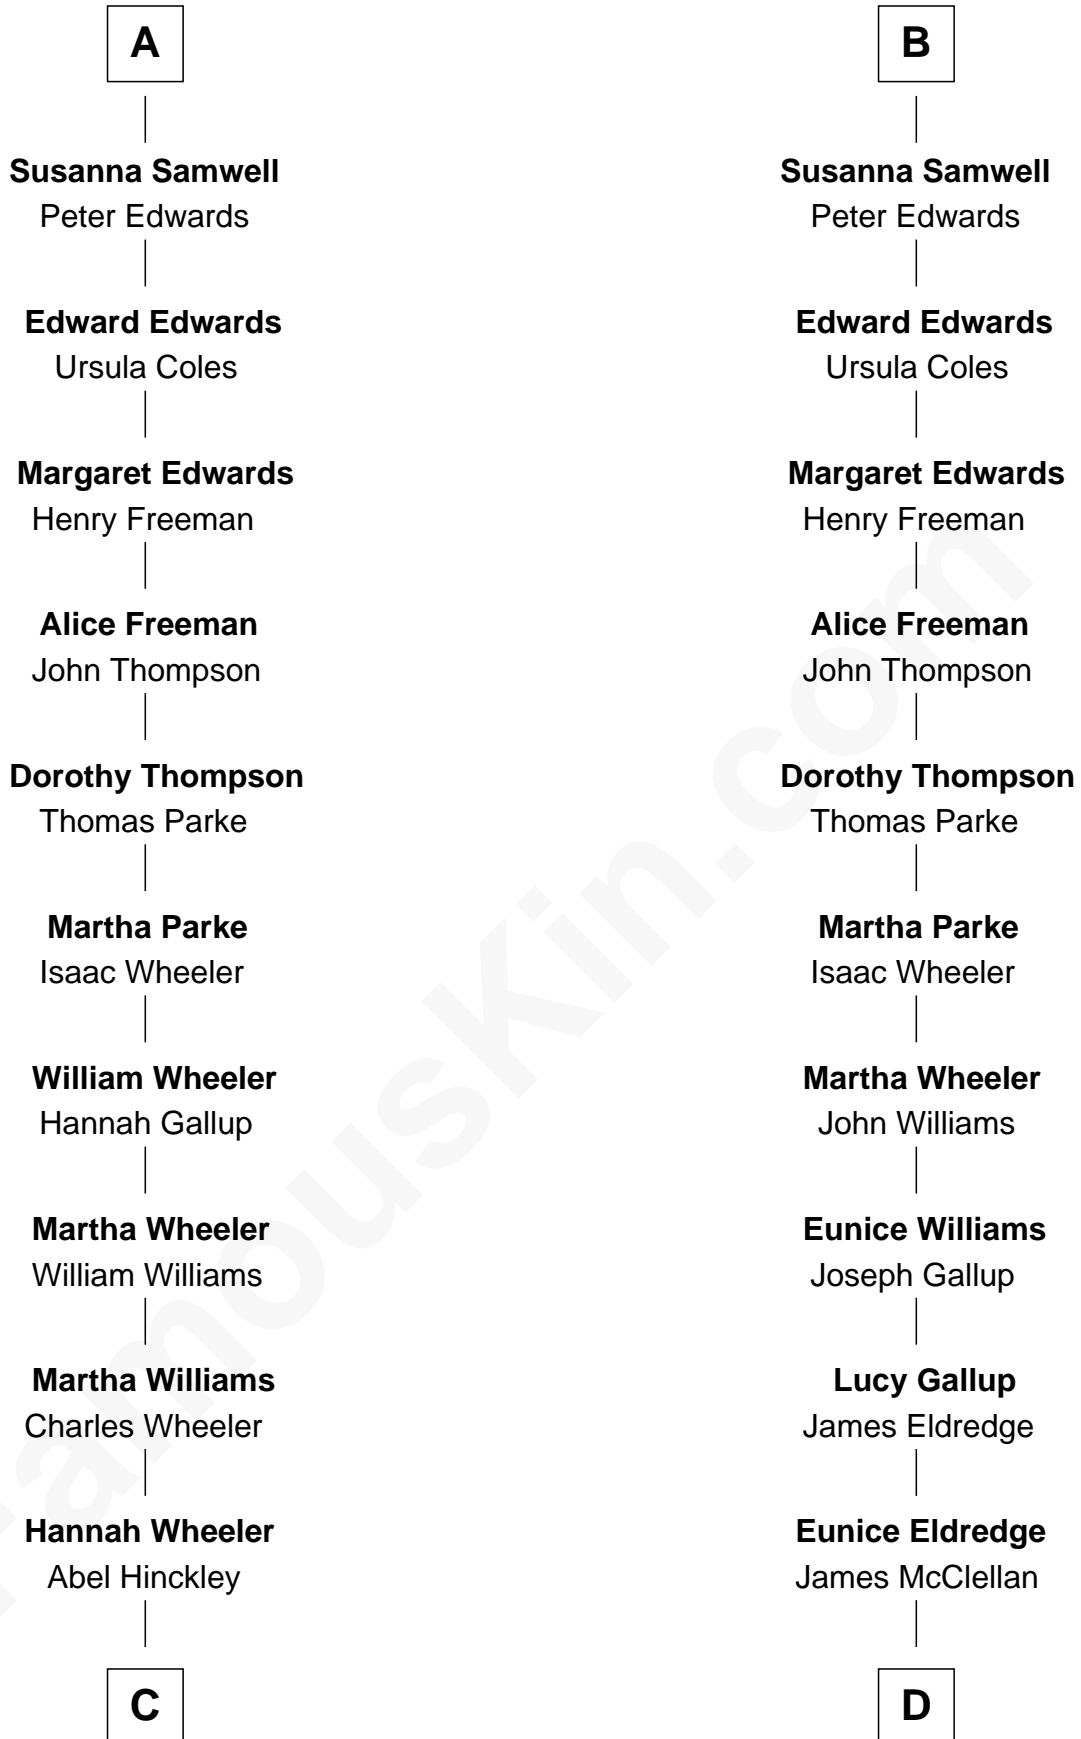 A
Susanna Samwell
Peter Edwards
Edward Edwards
Ursula Coles
Margaret Edwards
Henry Freeman
Alice Freeman
John Thompson
Dorothy Thompson
Thomas Parke
Martha Parke
Isaac Wheeler
William Wheeler
Hannah Gallup
Martha Wheeler
William Williams
Martha Williams
Charles Wheeler
Hannah Wheeler
Abel Hinckley
C
B
Susanna Samwell
Peter Edwards
Edward Edwards
Ursula Coles
Margaret Edwards
Henry Freeman
Alice Freeman
John Thompson
Dorothy Thompson
Thomas Parke
Martha Parke
Isaac Wheeler
Martha Wheeler
John Williams
Eunice Williams
Joseph Gallup
Lucy Gallup
James Eldredge
Eunice Eldredge
James McClellan
D
FamousKin.com